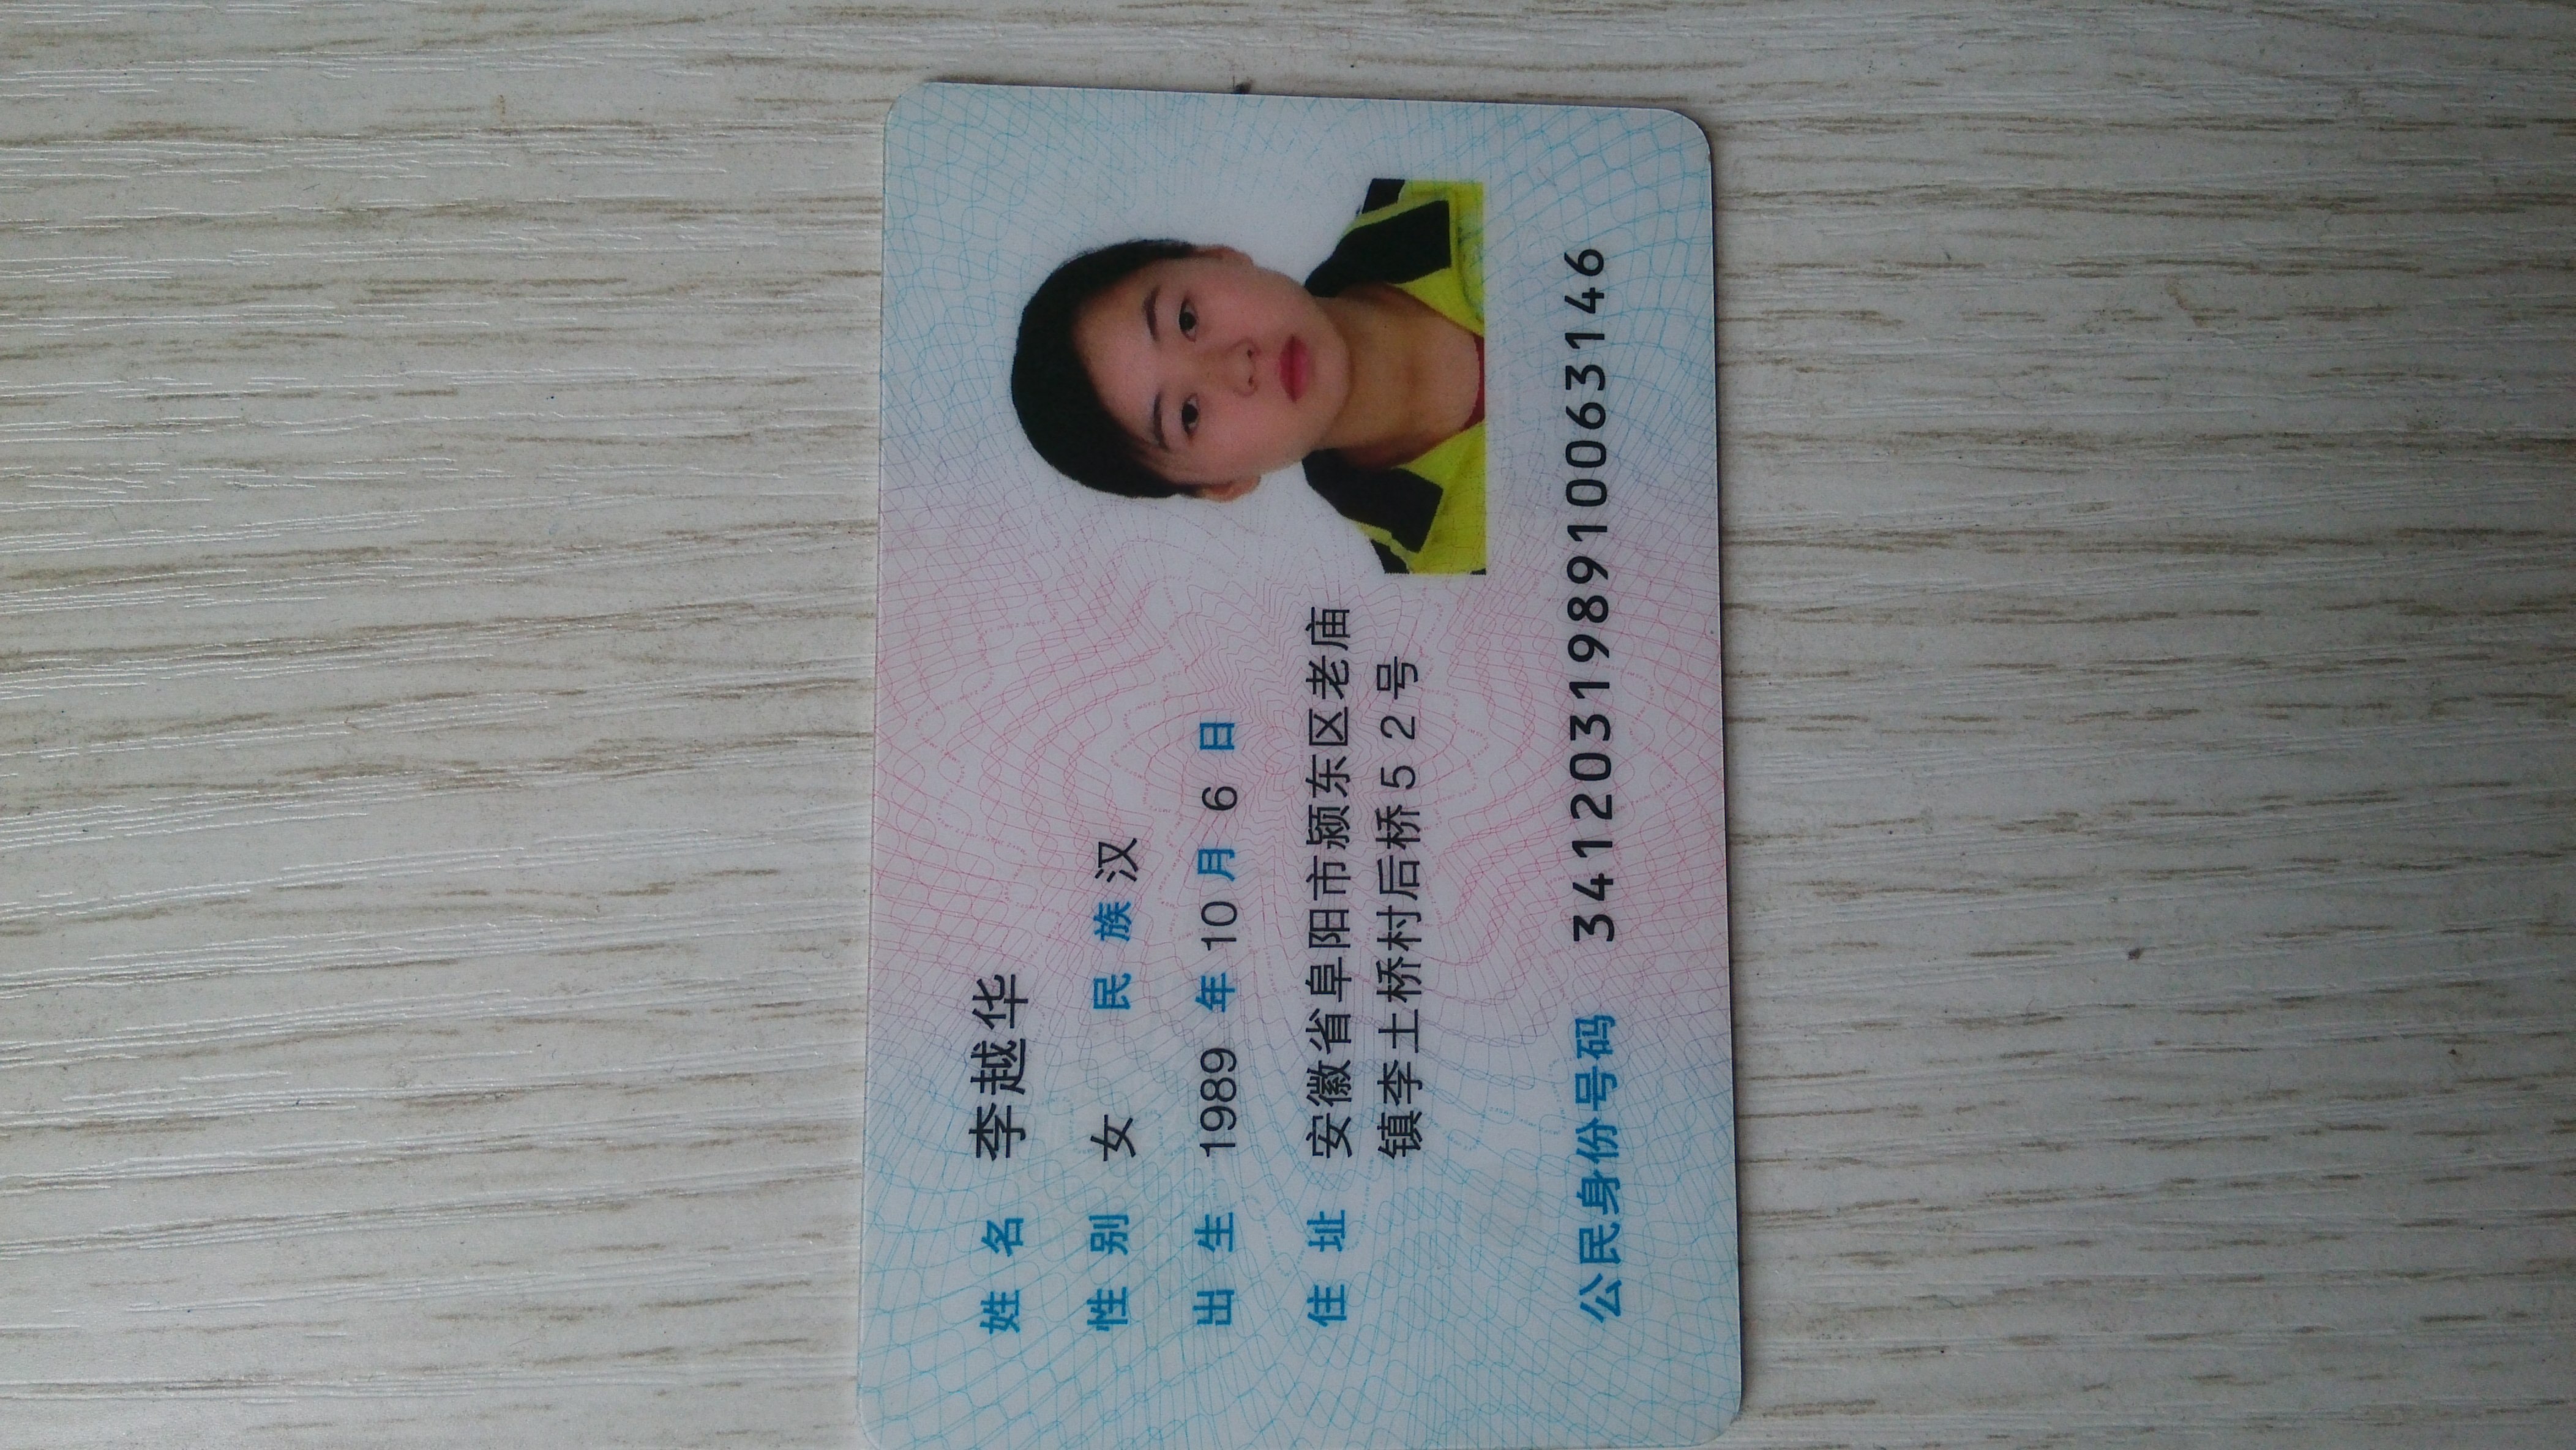 姓名 李越华
性别 女 民族 汉
出生 1989 年 10 月 6 日
住址 安徽省阜阳市颍东区老庙
镇李土桥村后桥52号
公民身份号码 341203198910063146